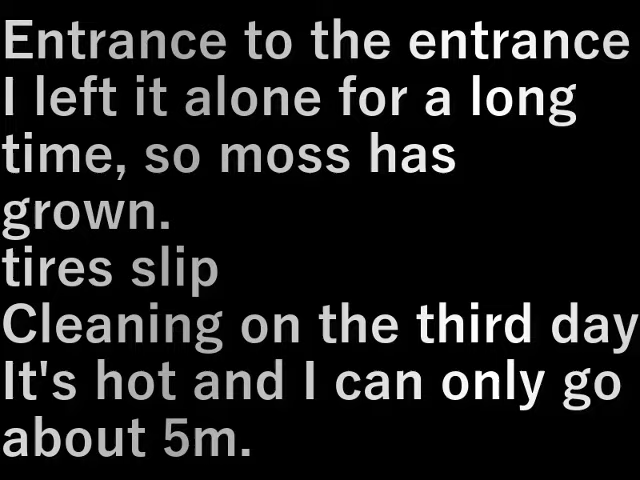 Entrance to the entrance
I left it alone for a long
time, so moss has
grown.
tires slip
Cleaning on the third day
It's hot and I can only go
about 5m.